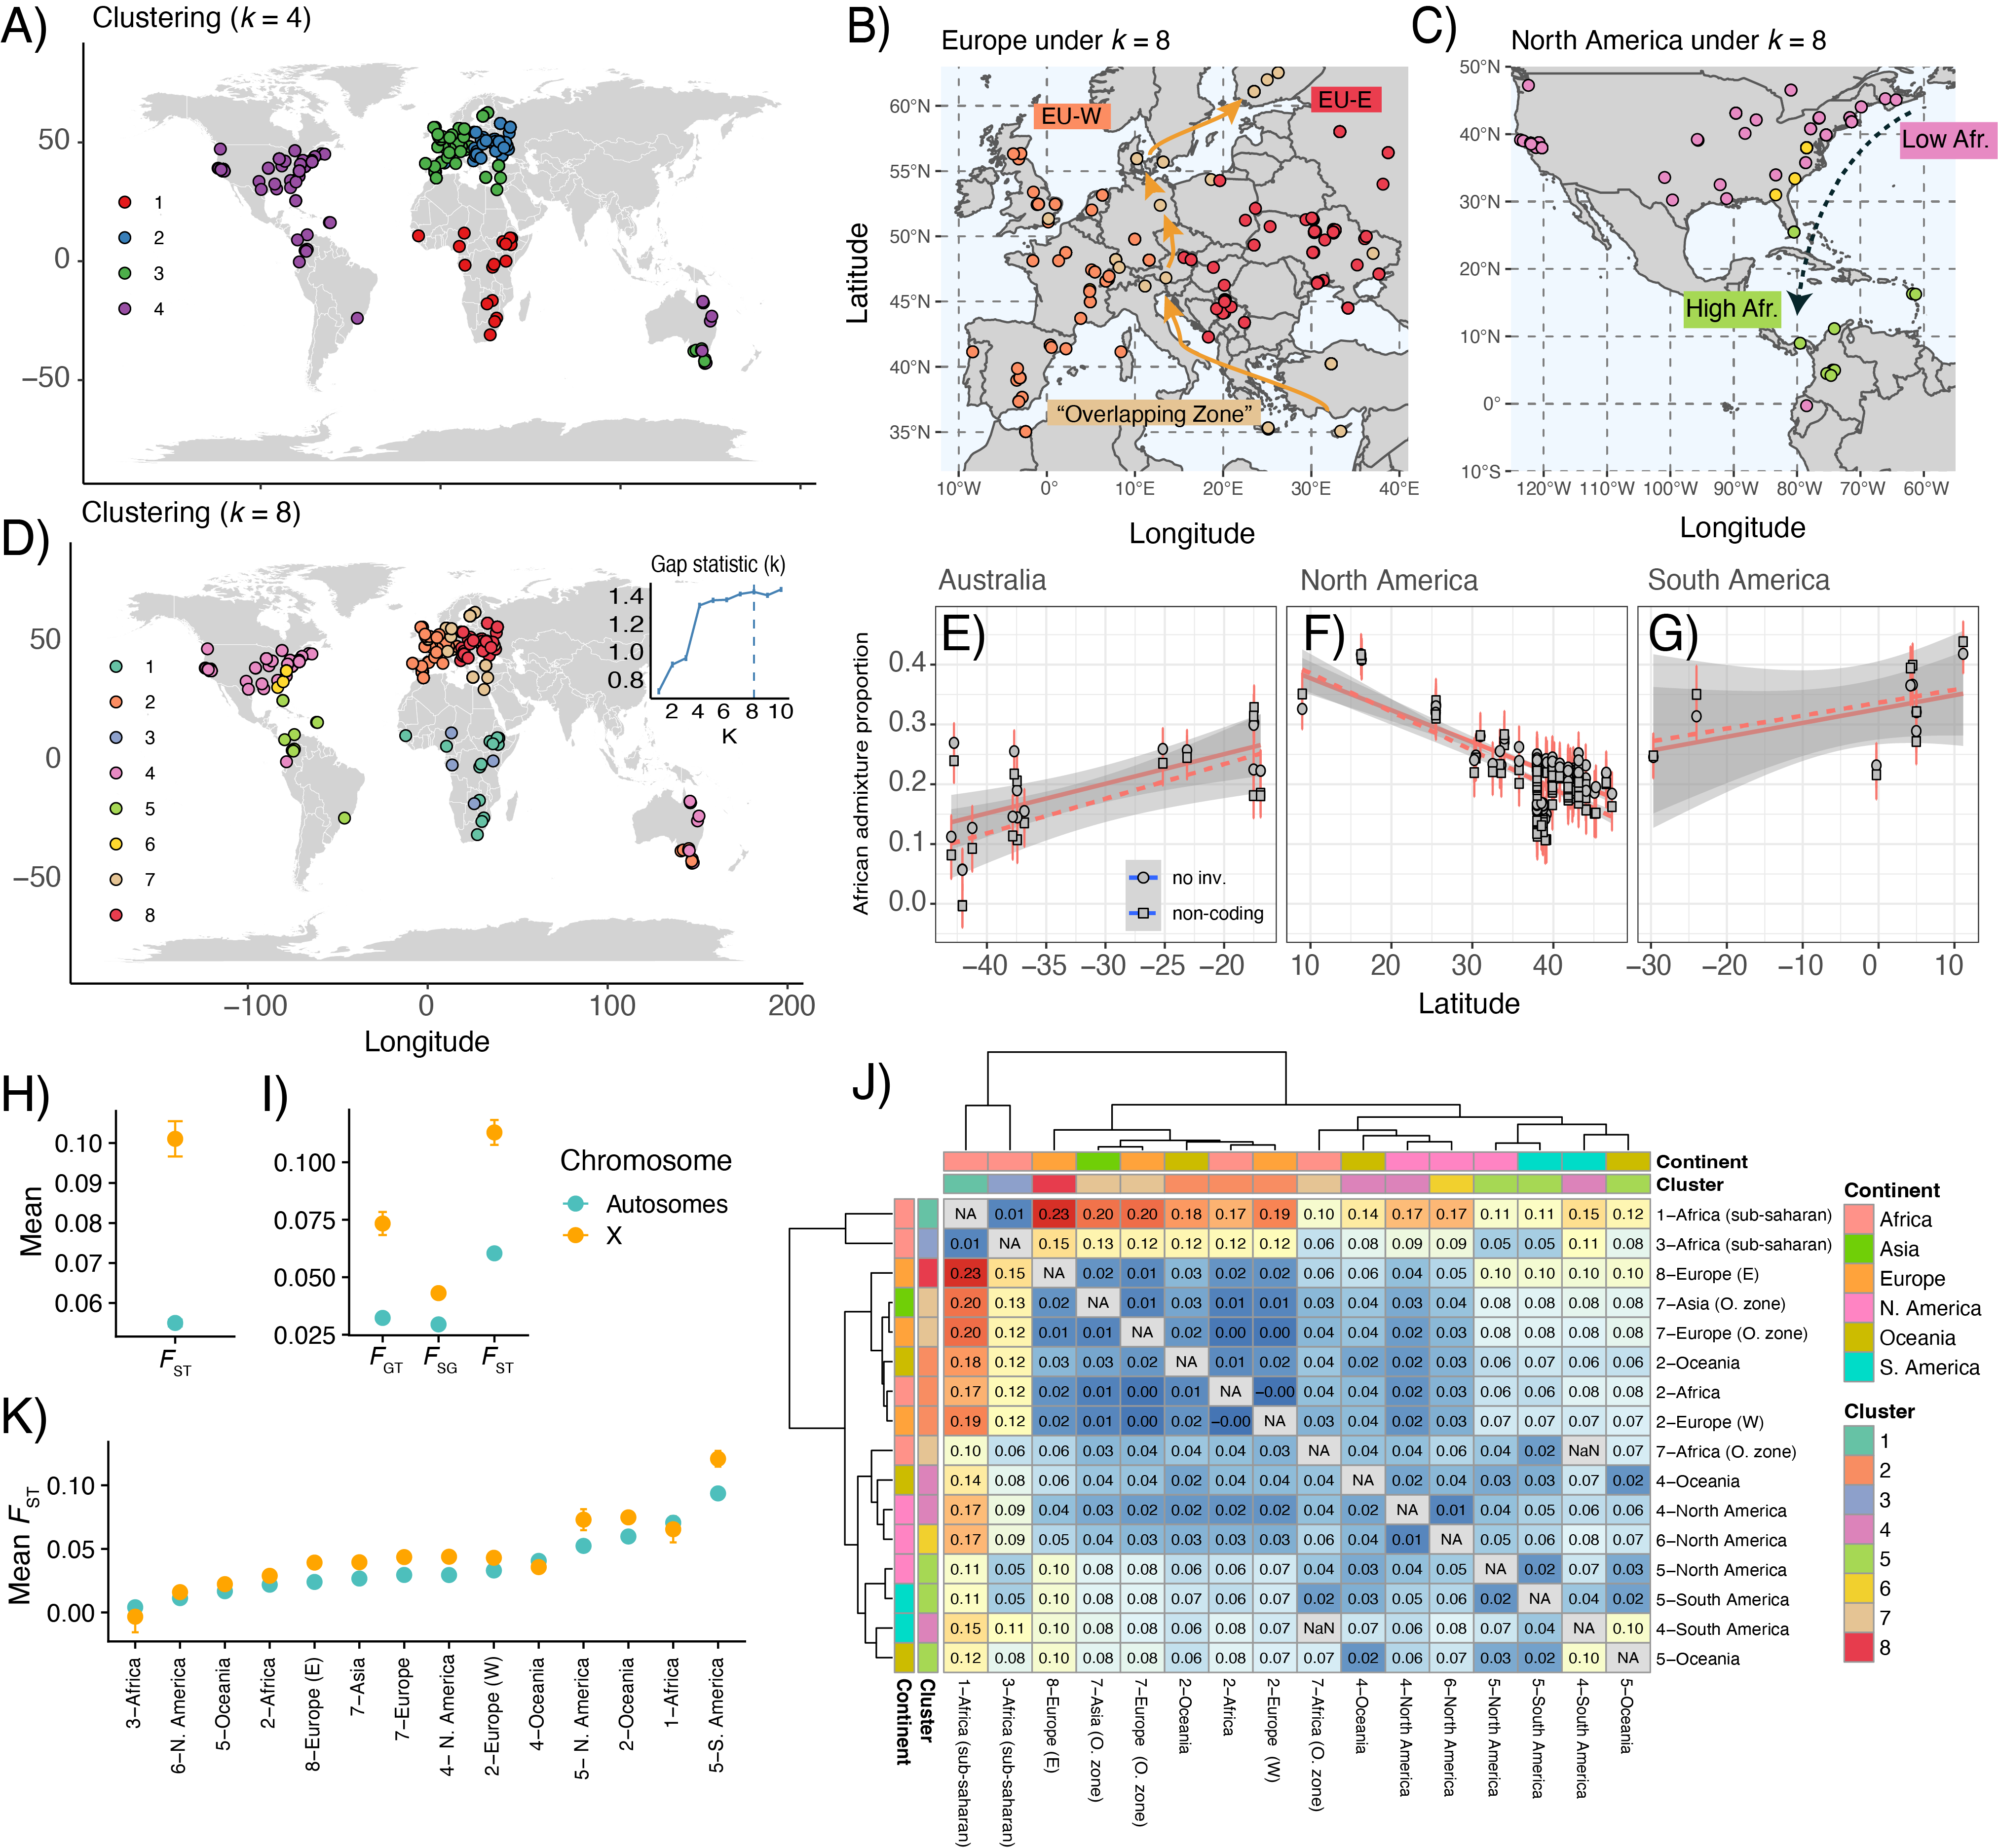 A)
Clustering (k = 4)
50
0
−50
1
2
3
4
B)
Europe under k = 8
EU-W
EU-E
"Overlapping Zone"
60°N
55°N
50°N
45°N
40°N
35°N
10°W 0° 10°E 20°E 30°E 40°E
Latitude
Longitude
C)
North America under k = 8
Low Afr.
High Afr.
50°N
40°N
30°N
20°N
10°N
0°
10°S
120°W 110°W 100°W 90°W 80°W 70°W 60°W
Longitude
D)
Clustering (k = 8)
50
0
−50
1
2
3
4
5
6
7
8
−100 0 100 200
Longitude
Gap statistic (k)
1.4
1.2
1.0
0.8
2 4 6 8 10
K
Australia
North America
South America
E)
F)
G)
African admixture proportion
0.4
0.3
0.2
0.1
0.0
no inv.
non-coding
−40 −35 −30 −25 −20
10 20 30 40
−30 −20 −10 0 10
Latitude
H)
Mean
0.10
0.09
0.08
0.07
0.06
FST
I)
0.100
0.075
0.050
0.025
FGT FSG FST
Chromosome
Autosomes
X
J)
Continent
Cluster
NA 0.01 0.23 0.20 0.20 0.18 0.17 0.19 0.10 0.14 0.17 0.17 0.11 0.11 0.15 0.12 1−Africa (sub−saharan)
0.01 NA 0.15 0.13 0.12 0.12 0.12 0.12 0.06 0.08 0.09 0.09 0.05 0.05 0.11 0.08 3−Africa (sub−saharan)
0.23 0.15 NA 0.02 0.01 0.03 0.02 0.02 0.06 0.06 0.04 0.05 0.10 0.10 0.10 0.10 8−Europe (E)
0.20 0.13 0.02 NA 0.01 0.03 0.01 0.01 0.03 0.04 0.03 0.04 0.08 0.08 0.08 0.08 7−Asia (O. zone)
0.20 0.12 0.01 0.01 NA 0.02 0.00 0.00 0.04 0.04 0.02 0.03 0.08 0.08 0.08 0.08 7−Europe (O. zone)
0.18 0.12 0.03 0.03 0.02 NA 0.01 0.02 0.04 0.02 0.02 0.03 0.06 0.07 0.06 0.06 2−Oceania
0.17 0.12 0.02 0.01 0.00 0.01 NA −0.00 0.04 0.04 0.02 0.03 0.06 0.06 0.08 0.08 2−Africa
0.19 0.12 0.02 0.01 0.00 0.02 −0.00 NA 0.03 0.04 0.02 0.03 0.07 0.07 0.07 0.07 2−Europe (W)
0.10 0.06 0.06 0.03 0.04 0.04 0.04 0.03 NA 0.04 0.04 0.06 0.04 0.02 NaN 0.07 7−Africa (O. zone)
0.14 0.08 0.06 0.04 0.04 0.02 0.04 0.04 0.04 NA 0.02 0.04 0.03 0.03 0.07 0.02 4−Oceania
0.17 0.09 0.04 0.03 0.02 0.02 0.02 0.02 0.04 0.02 NA 0.01 0.04 0.05 0.06 0.06 4−North America
0.17 0.09 0.05 0.04 0.03 0.03 0.03 0.03 0.06 0.04 0.01 NA 0.05 0.06 0.08 0.07 6−North America
0.11 0.05 0.10 0.08 0.08 0.06 0.06 0.07 0.04 0.03 0.04 0.05 NA 0.02 0.07 0.03 5−North America
0.11 0.05 0.10 0.08 0.08 0.07 0.06 0.07 0.02 0.03 0.05 0.06 0.02 NA 0.04 0.02 5−South America
0.15 0.11 0.10 0.08 0.08 0.06 0.08 0.07 NaN 0.07 0.06 0.08 0.07 0.04 NA 0.10 4−South America
0.12 0.08 0.10 0.08 0.08 0.06 0.08 0.07 0.07 0.02 0.06 0.07 0.03 0.02 0.10 NA 5−Oceania
Continent
Cluster
1−Africa (sub−saharan)
3−Africa (sub−saharan)
8−Europe (E)
7−Asia (O. zone)
7−Europe (O. zone)
2−Oceania
2−Africa
2−Europe (W)
7−Africa (O. zone)
4−Oceania
4−North America
6−North America
5−North America
5−South America
4−South America
5−Oceania
Continent
Africa
Asia
Europe
N. America
Oceania
S. America
Cluster
1
2
3
4
5
6
7
8
K)
Mean FST
0.10
0.05
0.00
3−Africa
6−N. America
5−Oceania
2−Africa
8−Europe (E)
7−Asia
7−Europe
4− N. America
2−Europe (W)
4−Oceania
5− N. America
2−Oceania
1−Africa
5−S. America